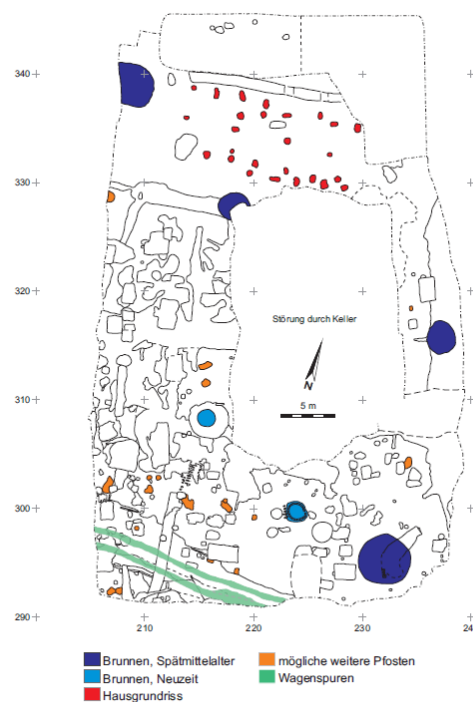 340
330
320
Störung durch Keller
N
5 m
310
300
290
210
220
230
24
Brunnen, Spätmittelalter
Brunnen, Neuzeit
Hausgrundriss
mögliche weitere Pfosten
Wagenspuren